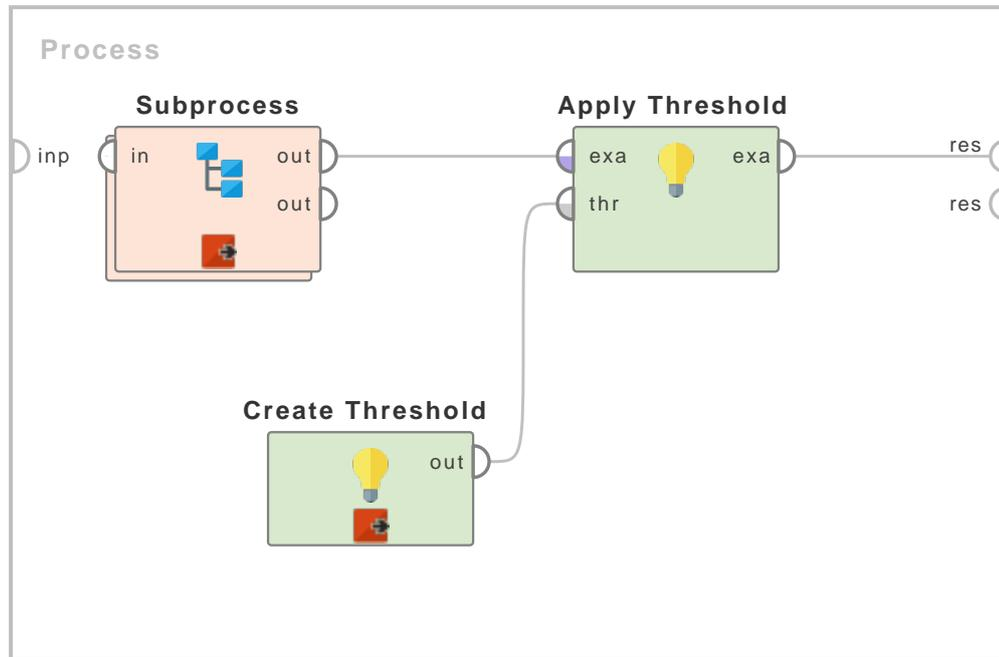 Process
Subprocess
Apply Threshold
inp
in
out
exa
exa
res
out
thr
res
Create Threshold
out